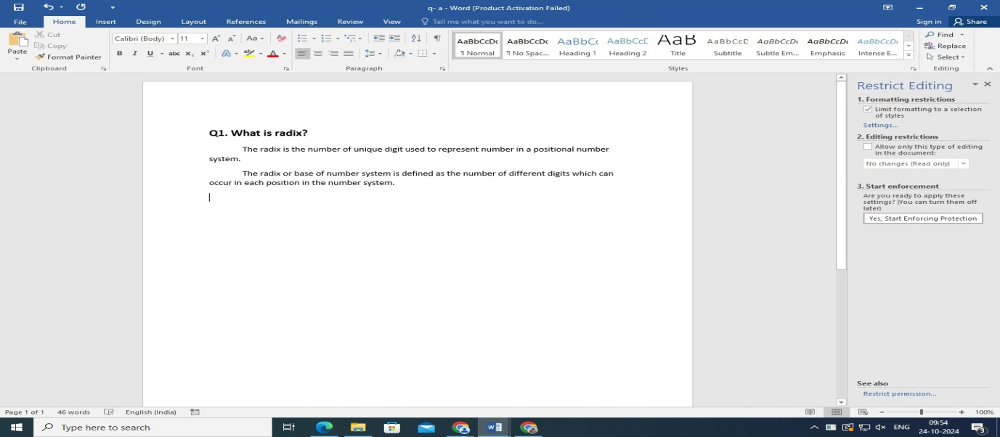 q- a - Word (Product Activation Failed)
File Home Insert Design Layout References Mailings Review View Tell me what you want to do... Sign in Share
Paste
Cut
Copy
Format Painter
Clipboard
Calibri (Body) 11
Aa
B I U abc x₂ x² A aby A
Font
Paragraph
AaBbCcDc AaBbCcDc AaBbCc AaBbCcE AaB AaBbCcD AaBbCcDc AaBbCcDc AaBbCcDc
¶ Normal ¶ No Spac... Heading 1 Heading 2 Title Subtitle Subtle Em... Emphasis Intense E...
Styles
Find
Replace
Select
Editing
Q1. What is radix?
The radix is the number of unique digit used to represent number in a positional number
system.
The radix or base of number system is defined as the number of different digits which can
occur in each position in the number system.
Restrict Editing
1. Formatting restrictions
Limit formatting to a selection
of styles
Settings...
2. Editing restrictions
Allow only this type of editing
in the document:
No changes (Read only)
3. Start enforcement
Are you ready to apply these
settings? (You can turn them off
later)
Yes, Start Enforcing Protection
See also
Restrict permission...
Page 1 of 1 46 words English (India) 100%
Type here to search
ENG
09:54
24-10-2024
3